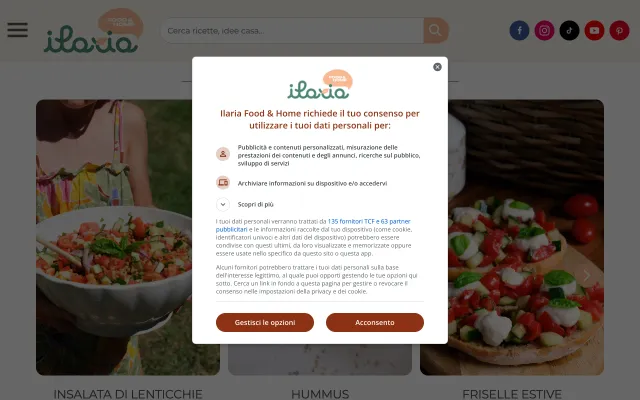 ilaria
Cerca ricette, idee casa...
ilaria
Ilaria Food & Home richiede il tuo consenso per
utilizzare i tuoi dati personali per:
Pubblicità e contenuti personalizzati, misurazione delle
prestazioni dei contenuti e degli annunci, ricerche sul pubblico,
sviluppo di servizi
Archiviare informazioni su dispositivo e/o accedervi
Scopri di più
I tuoi dati personali verranno trattati da 135 fornitori TCF e 63 partner
pubblicitari e le informazioni raccolte dal tuo dispositivo (come cookie,
identificatori univoci e altri dati del dispositivo) potrebbero essere
condivise con questi ultimi, da loro visualizzate e memorizzate oppure
essere usate nello specifico da questo sito o questa app.
Alcuni fornitori potrebbero trattare i tuoi dati personali sulla base
dell'interesse legittimo, al quale puoi opporti gestendo le tue opzioni qui
sotto. Cerca un link in fondo a questa pagina per gestire o revocare il
consenso nelle impostazioni della privacy e dei cookie.
Gestisci le opzioni
Acconsento
INSALATA DI LENTICCHIE
HUMMUS
FRISELLE ESTIVE